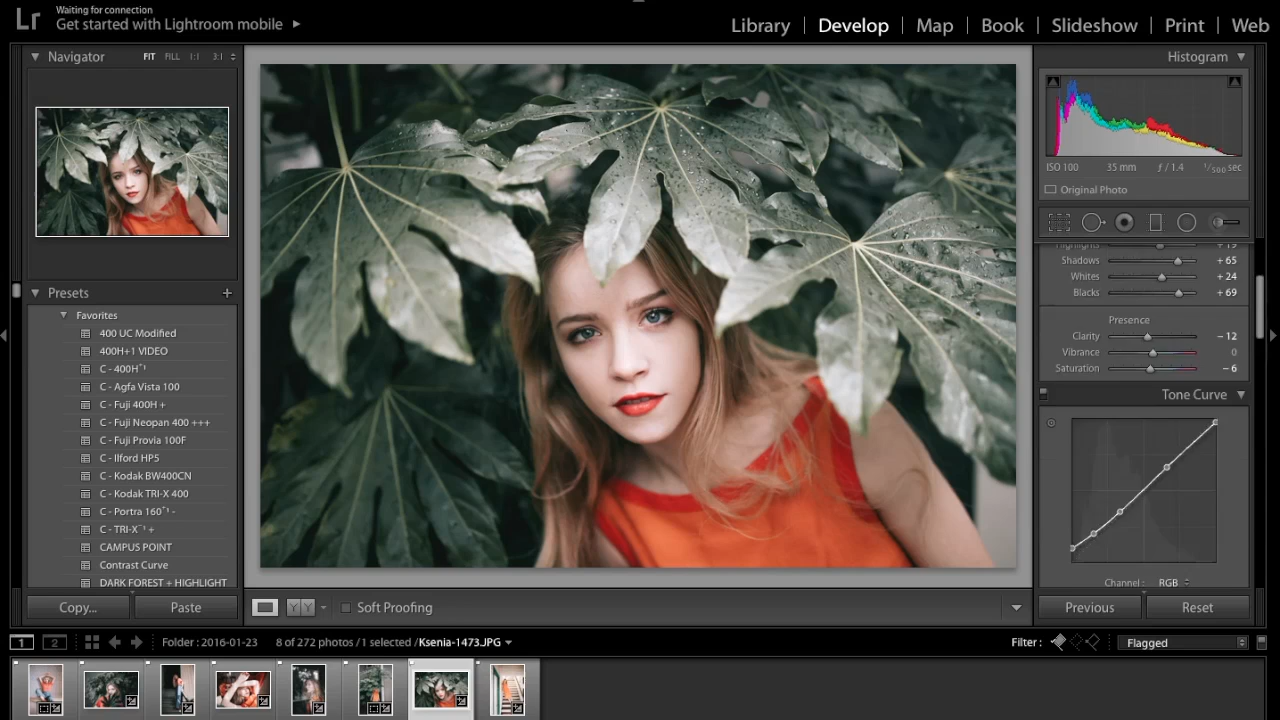 Lr
Waiting for connection
Get started with Lightroom mobile
Library | Develop | Map | Book | Slideshow | Print | Web
Navigator FIT FILL 1:1 3:1
Histogram
ISO 100 35 mm ƒ / 1.4 1/500 sec
Original Photo
Highlights + 19
Shadows + 65
Whites + 24
Blacks + 69
Presence
Clarity − 12
Vibrance 0
Saturation − 6
Tone Curve
Channel : RGB
Previous Reset
Presets +
Favorites
400 UC Modified
400H+1 VIDEO
C - 400H
C - Agfa Vista 100
C - Fuji 400H +
C - Fuji Neopan 400 +++
C - Fuji Provia 100F
C - Ilford HP5
C - Kodak BW400CN
C - Kodak TRI-X 400
C - Portra 160
C - TRI-X
CAMPUS POINT
Contrast Curve
DARK FOREST + HIGHLIGHT
Copy... Paste
Y Y
Soft Proofing
1 2
Folder : 2016-01-23 8 of 272 photos / 1 selected / Ksenia-1473.JPG
Filter : Flagged